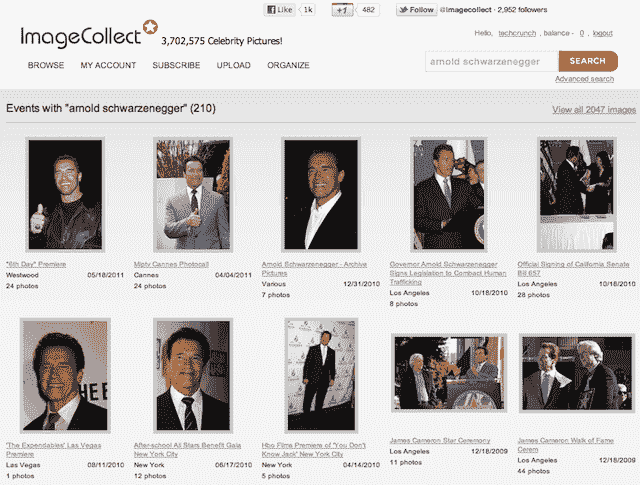 Like 1k +1 482 Follow @imagecollect · 2,952 followers
ImageCollect 3,702,575 Celebrity Pictures!
Hello, techcrunch , balance - 0 , logout
BROWSE MY ACCOUNT SUBSCRIBE UPLOAD ORGANIZE
arnold schwarzenegger SEARCH
Advanced search
Events with "arnold schwarzenegger" (210) View all 2047 images
"6th Day" Premiere
Westwood 05/18/2011
24 photos
Mipty Cannes Photocall
Cannes 04/04/2011
24 photos
Arnold Schwarzenegger - Archive
Pictures
Various 12/31/2010
7 photos
Governor Arnold Schwarzenegger
Signs Legislation to Combact Human
Trafficking
Los Angeles 10/18/2010
8 photos
Official Signing of California Senate
Bill 657
Los Angeles 10/18/2010
28 photos
'The Expendables' Las Vegas
Premiere
Las Vegas 08/11/2010
1 photos
After-school All Stars Benefit Gala
New York City
New York 06/17/2010
12 photos
Hbo Films Premiere of 'You Don't
Know Jack' New York City
New York 04/14/2010
5 photos
James Cameron Star Ceremony
Los Angeles 12/18/2009
11 photos
James Cameron Walk of Fame
Cerem
Los Angeles 12/18/2009
44 photos